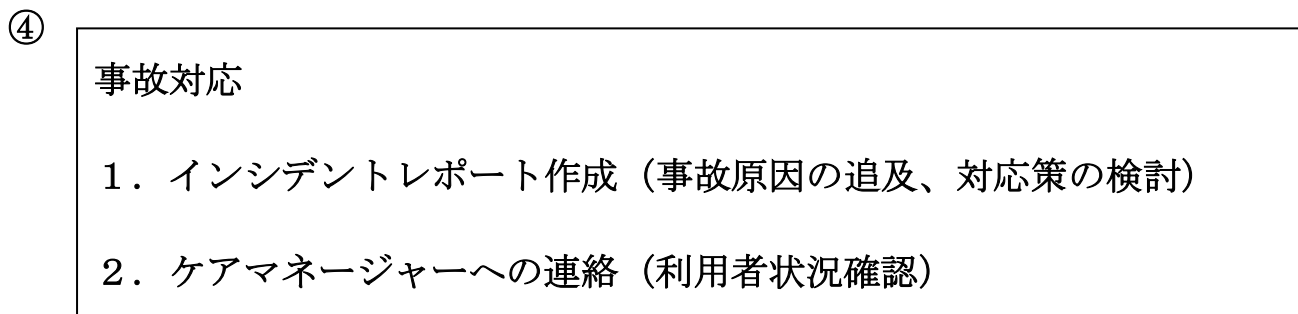 ④
事故対応
１．インシデントレポート作成（事故原因の追及、対応策の検討）
２．ケアマネージャーへの連絡（利用者状況確認）